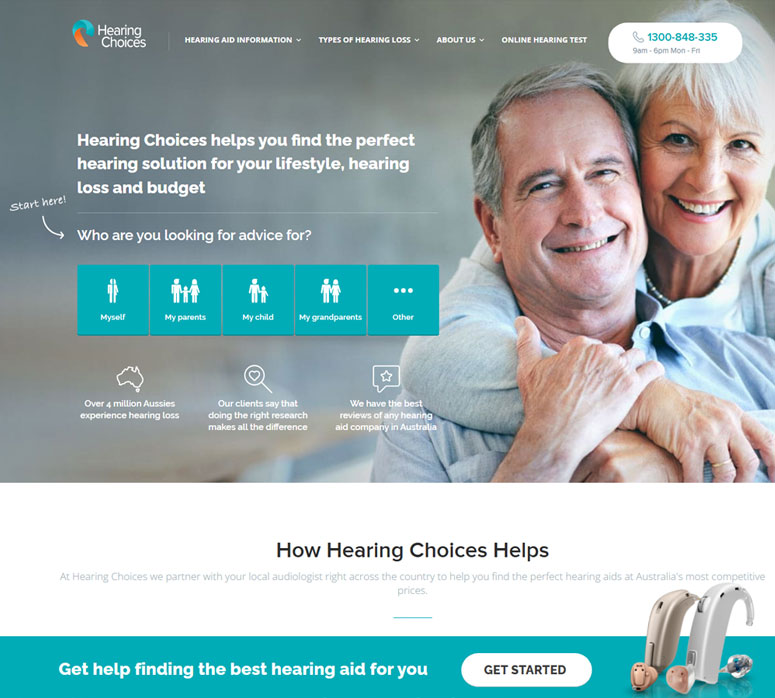 Hearing
Choices
HEARING AID INFORMATION
TYPES OF HEARING LOSS
ABOUT US
ONLINE HEARING TEST
1300-848-335
9am - 6pm Mon - Fri
Hearing Choices helps you find the perfect
hearing solution for your lifestyle, hearing
loss and budget
Start here!
Who are you looking for advice for?
Myself
My parents
My child
My grandparents
Other
Over 4 million Aussies
experience hearing loss
Our clients say that
doing the right research
makes all the difference
We have the best
reviews of any hearing
aid company in Australia
How Hearing Choices Helps
At Hearing Choices we partner with your local audiologist right across the country to help you find the perfect hearing aids at Australia's most competitive
prices.
Get help finding the best hearing aid for you
GET STARTED